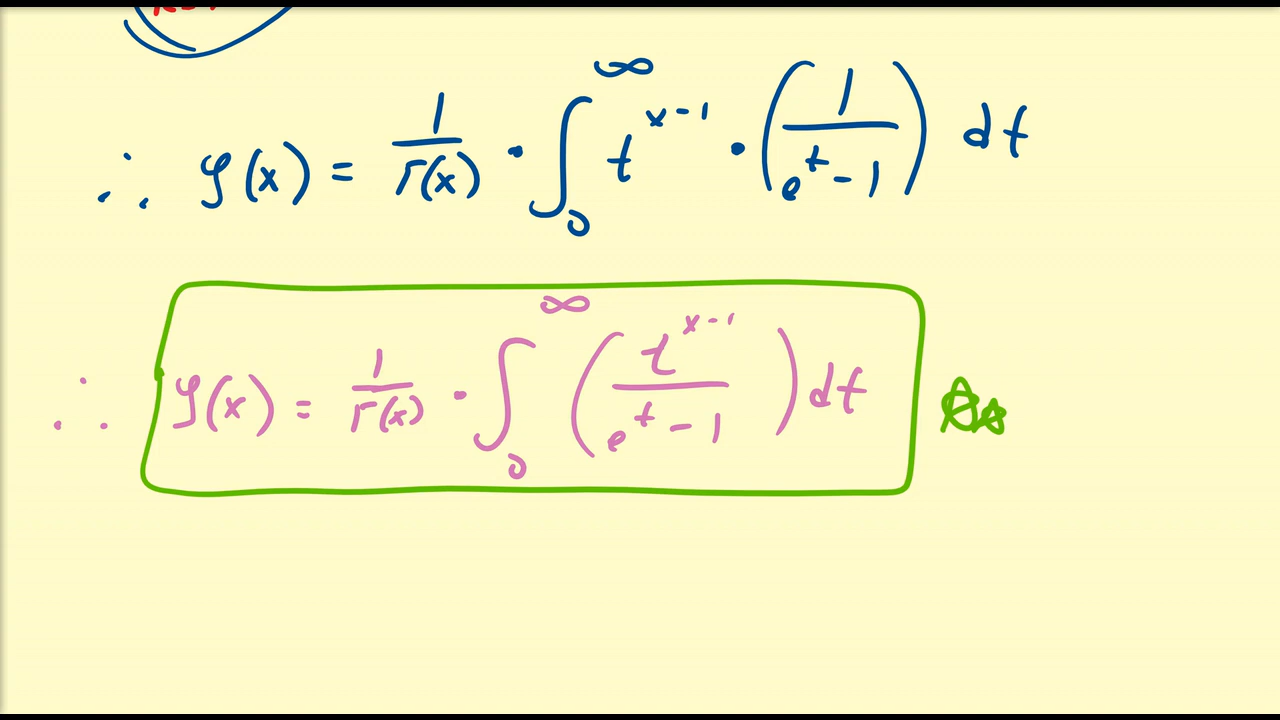 ∴ ζ(x) = 1/Γ(x) · ∫₀^∞ t^(x-1) · (1/(e^t - 1)) dt
∴ ζ(x) = 1/Γ(x) · ∫₀^∞ (t^(x-1)/(e^t - 1)) dt